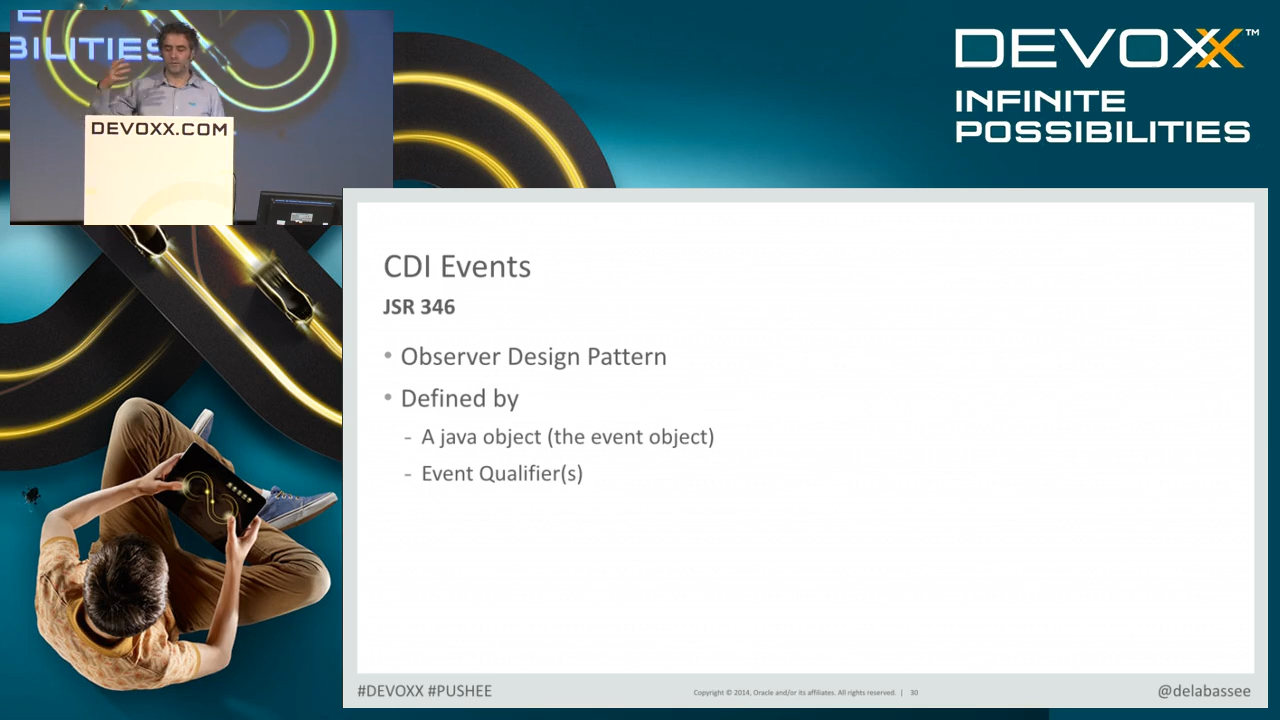 E
BILITIES
DEVOXX.COM
DEVOXX™
INFINITE
POSSIBILITIES
CDI Events
JSR 346
• Observer Design Pattern
• Defined by
- A java object (the event object)
- Event Qualifier(s)
#DEVOXX #PUSHEE
Copyright © 2014, Oracle and/or its affiliates. All rights reserved. | 30
@delabassee